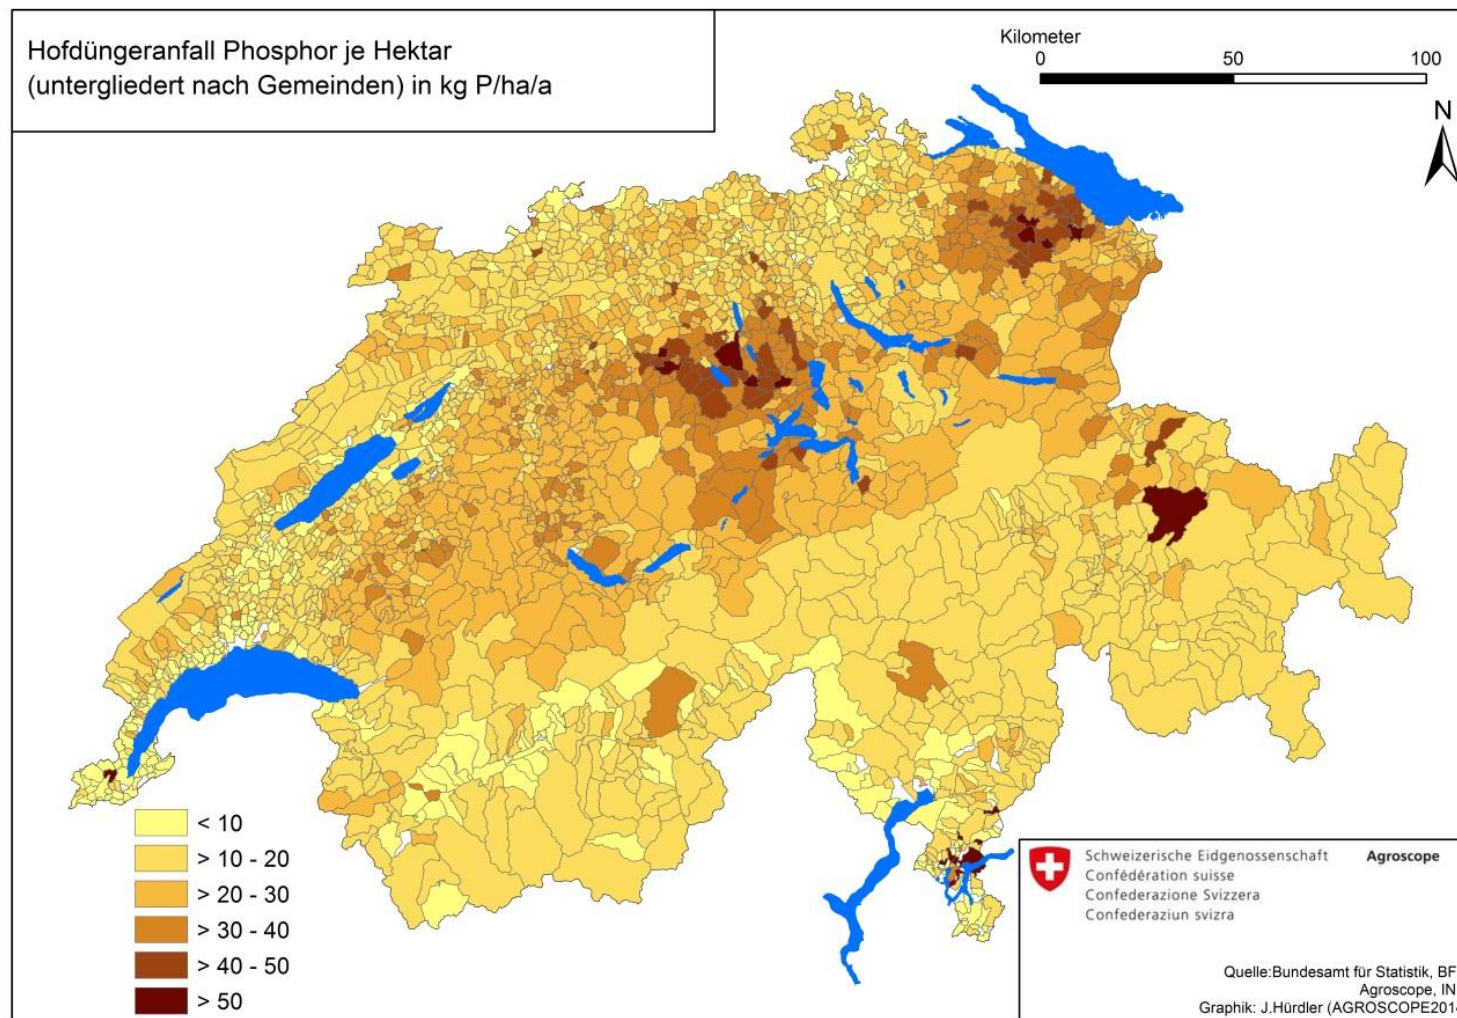 Hofdüngeranfall Phosphor je Hektar
(untergliedert nach Gemeinden) in kg P/ha/a
Kilometer
0 50 100
N
< 10
> 10 - 20
> 20 - 30
> 30 - 40
> 40 - 50
> 50
Schweizerische Eidgenossenschaft
Confédération suisse
Confederazione Svizzera
Confederaziun svizra
Agroscope
Quelle:Bundesamt für Statistik, BF
Agroscope, IN
Graphik: J.Hürdler (AGROSCOPE2014